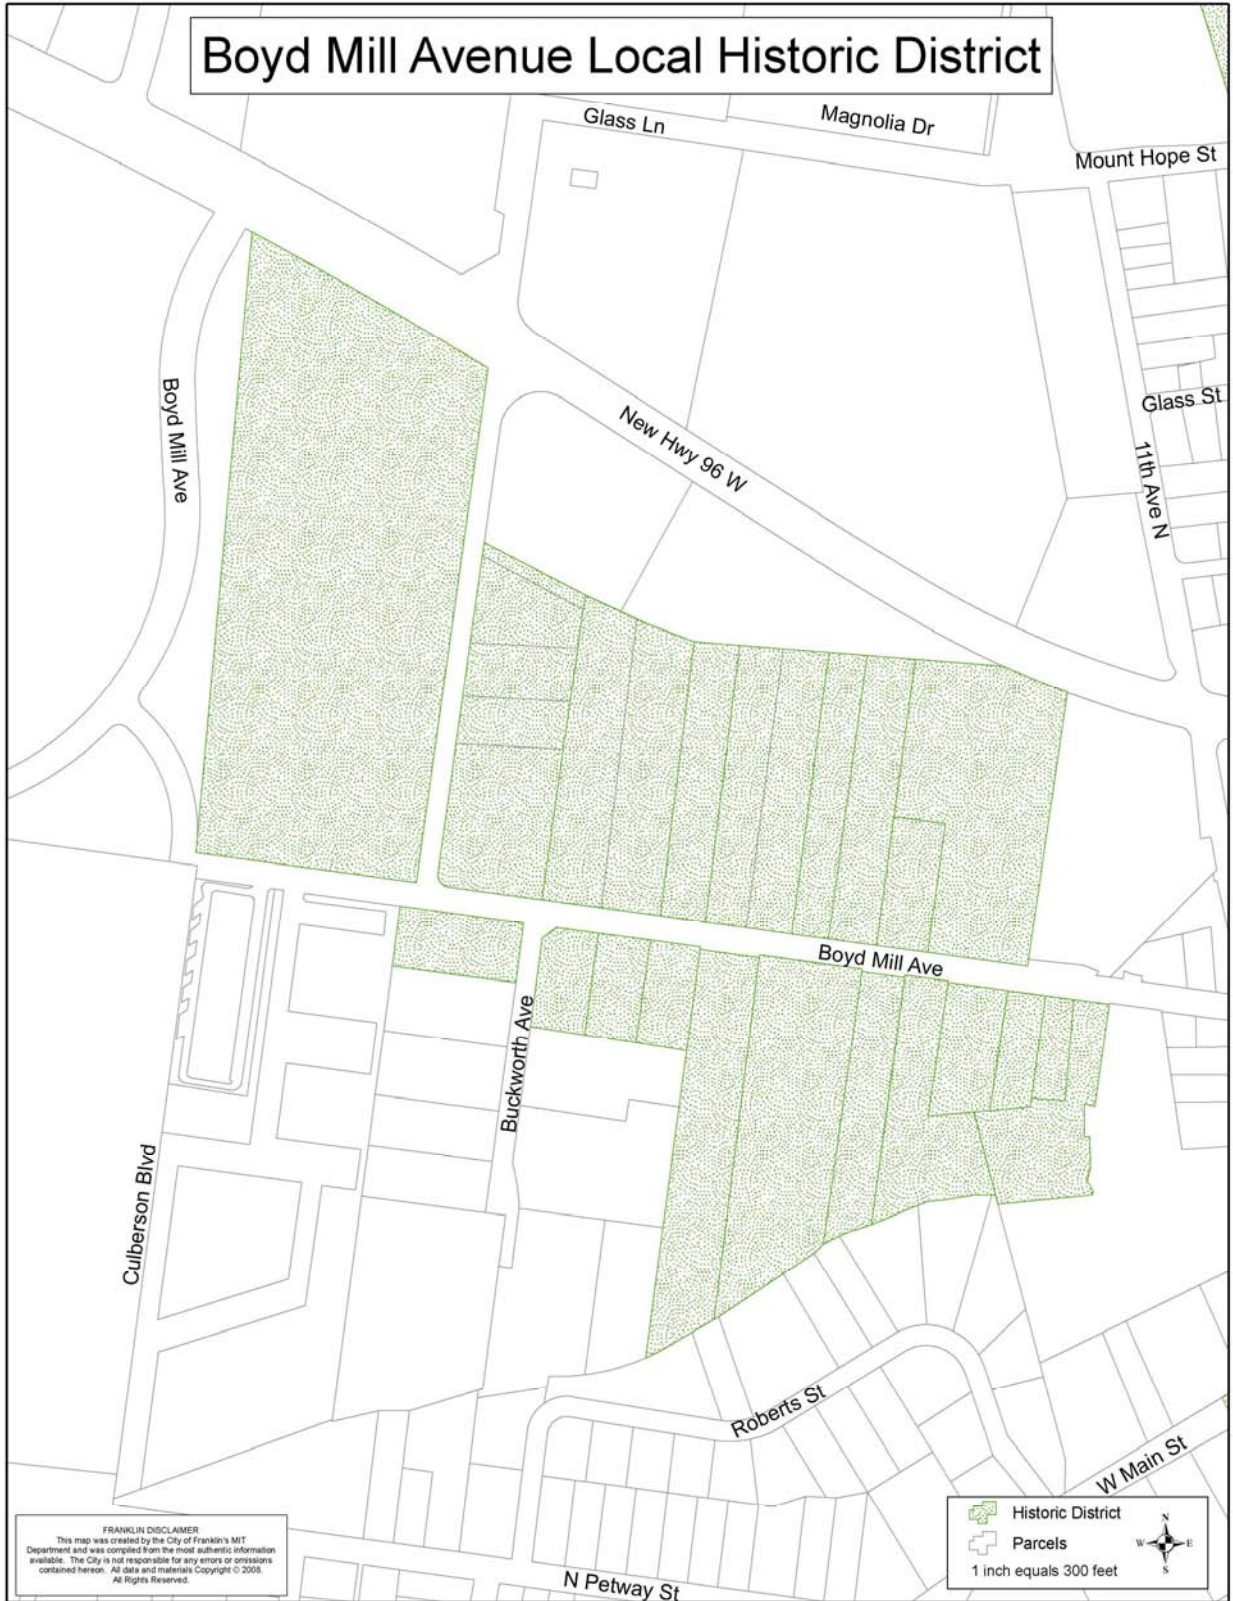 Boyd Mill Avenue Local Historic District
Glass Ln
Magnolia Dr
Mount Hope St
Boyd Mill Ave
New Hwy 96 W
Glass St
11th Ave N
Boyd Mill Ave
Buckworth Ave
Culberson Blvd
Roberts St
W Main St
N Petway St
FRANKLIN DISCLAIMER
This map was created by the City of Franklin's MIT
Department and was compiled from the most authentic information
available. The City is not responsible for any errors or omissions
contained hereon. All data and materials Copyright © 2008.
All Rights Reserved.
Historic District
Parcels
1 inch equals 300 feet
N
W E
S